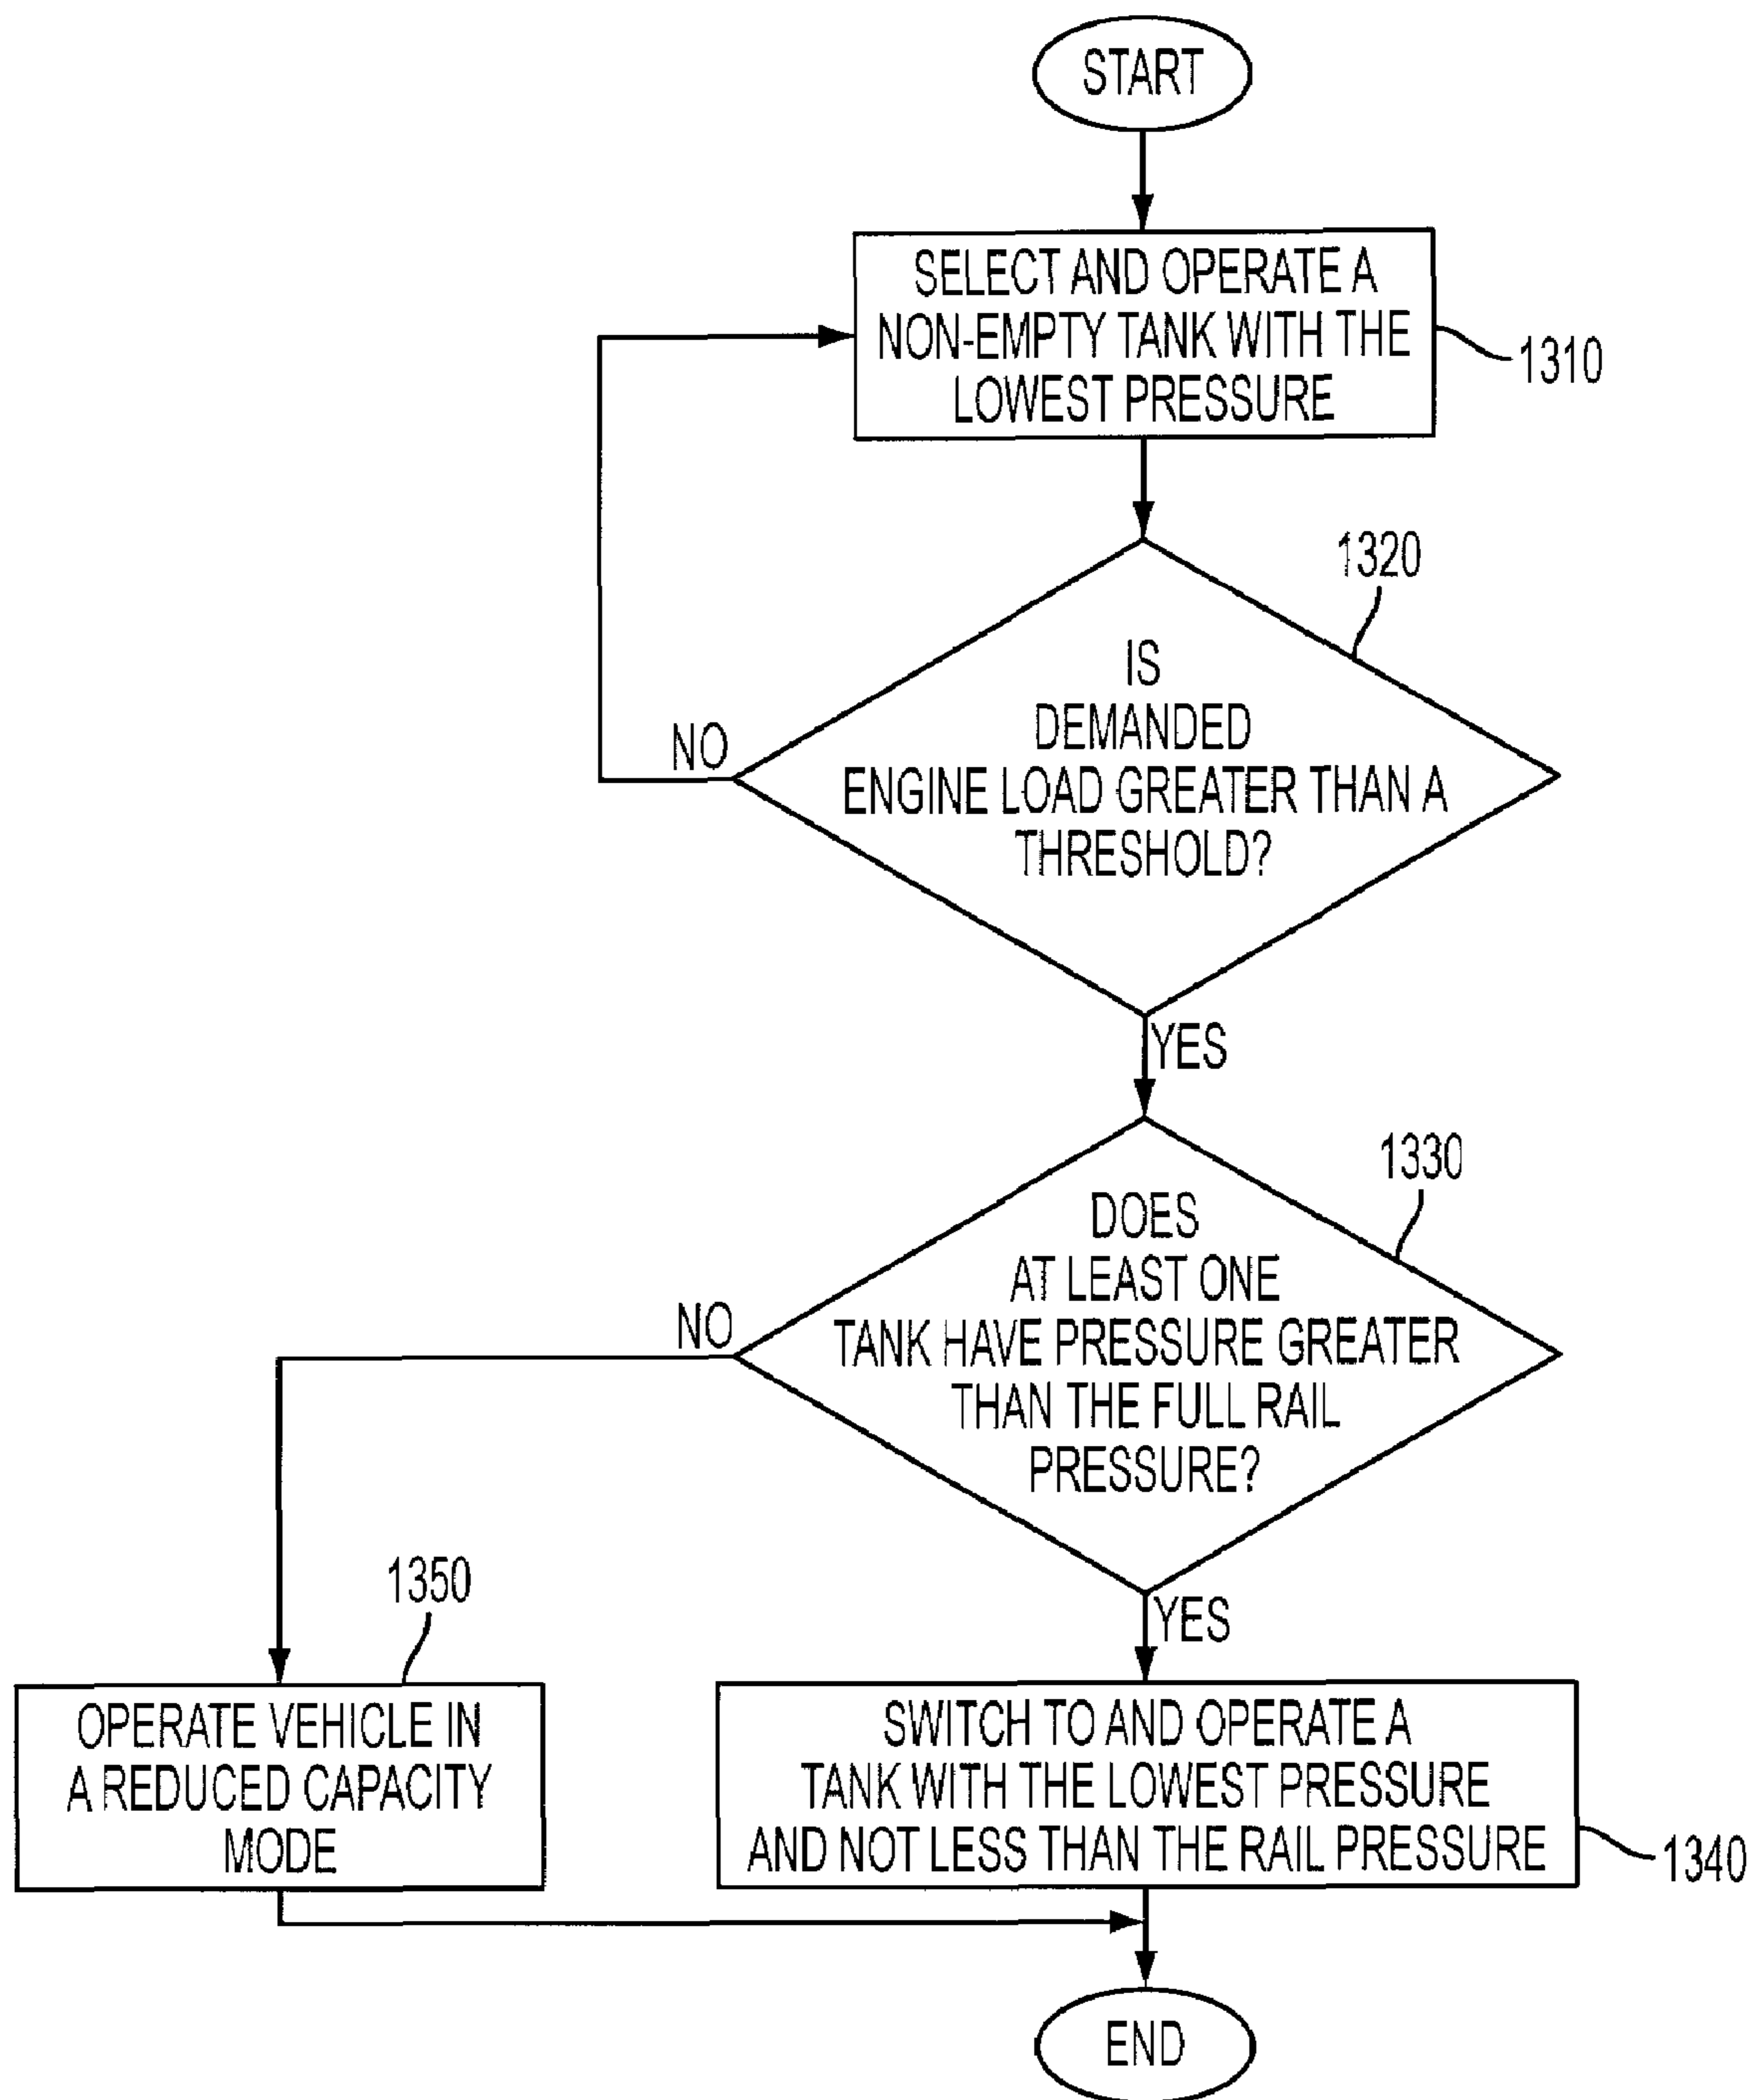 START
SELECT AND OPERATE A
NON-EMPTY TANK WITH THE
LOWEST PRESSURE
1310
1320
IS
DEMANDED
ENGINE LOAD GREATER THAN A
THRESHOLD?
NO
YES
1330
DOES
AT LEAST ONE
TANK HAVE PRESSURE GREATER
THAN THE FULL RAIL
PRESSURE?
NO
YES
1350
OPERATE VEHICLE IN
A REDUCED CAPACITY
MODE
SWITCH TO AND OPERATE A
TANK WITH THE LOWEST PRESSURE
AND NOT LESS THAN THE RAIL PRESSURE
1340
END